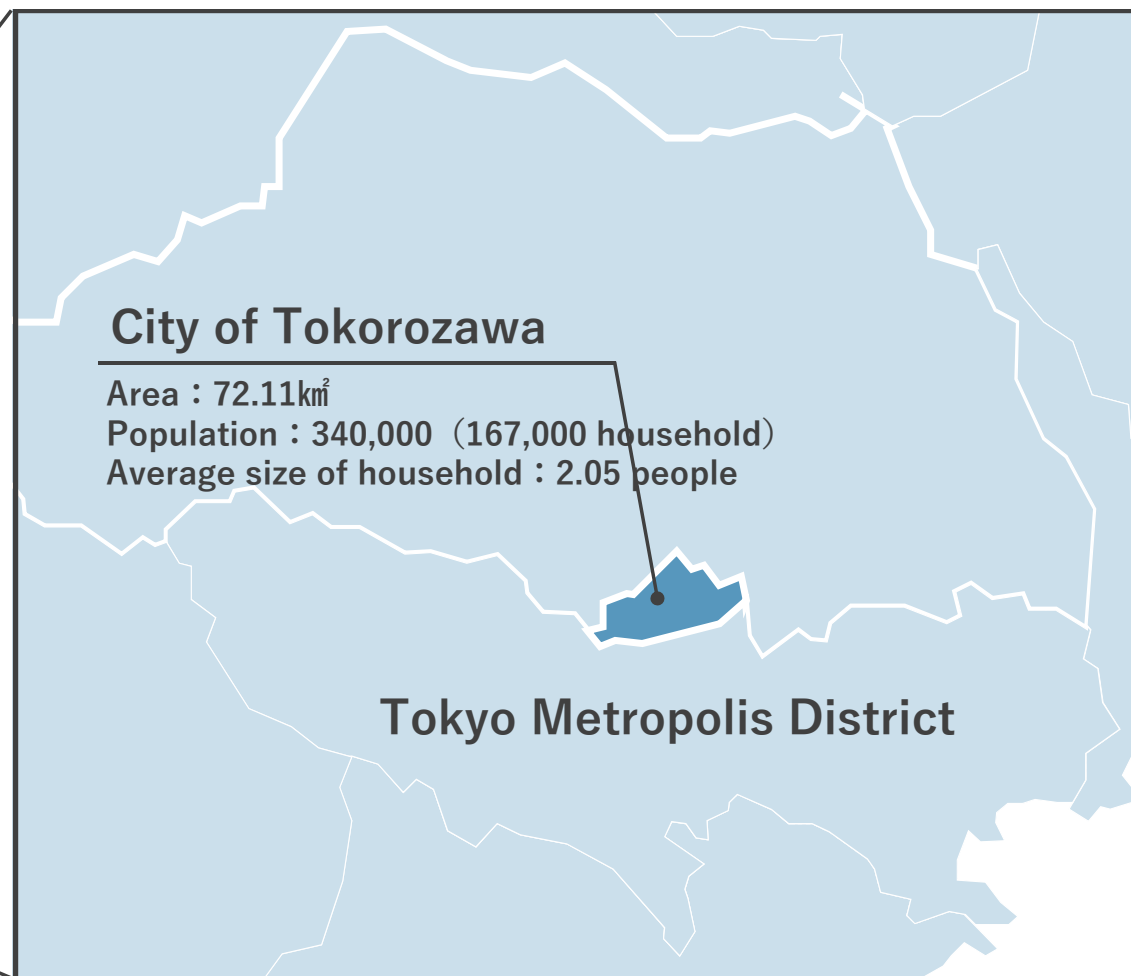 City of Tokorozawa
Area：72.11㎢
Population：340,000（167,000 household）
Average size of household：2.05 people
Tokyo Metropolis District